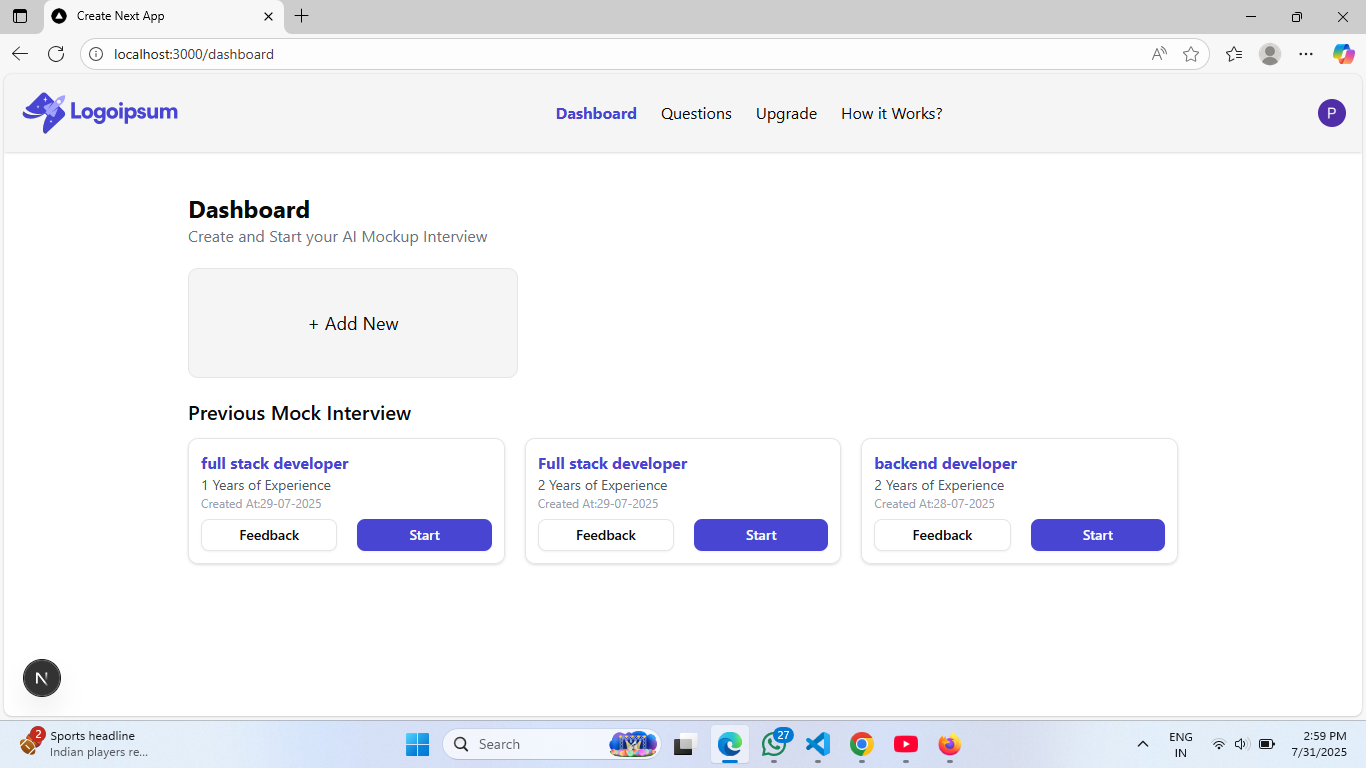 Create Next App
localhost:3000/dashboard
Logoipsum
Dashboard Questions Upgrade How it Works?
P
Dashboard
Create and Start your AI Mockup Interview
+ Add New
Previous Mock Interview
full stack developer
1 Years of Experience
Created At:29-07-2025
Feedback Start
Full stack developer
2 Years of Experience
Created At:29-07-2025
Feedback Start
backend developer
2 Years of Experience
Created At:28-07-2025
Feedback Start
N
2
Sports headline
Indian players re...
Search
27
ENG
IN
2:59 PM
7/31/2025